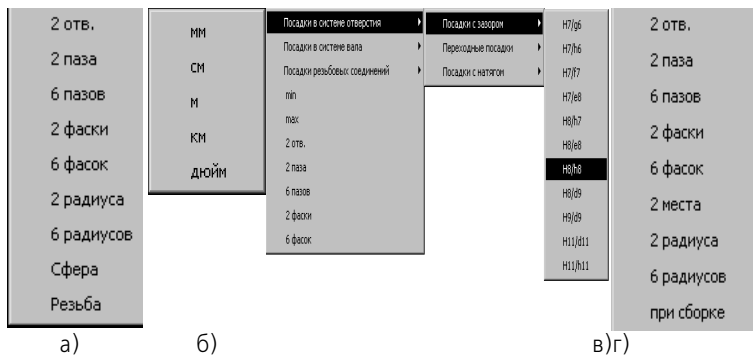 2 отв.
2 паза
6 пазов
2 фаски
6 фасок
2 радиуса
6 радиусов
Сфера
Резьба
мм
см
м
км
дюйм
Посадки в системе отверстия
Посадки в системе вала
Посадки резьбовых соединений
min
max
2 отв.
2 паза
6 пазов
2 фаски
6 фасок
Посадки с зазором
Переходные посадки
Посадки с натягом
H7/g6
H7/h6
H7/f7
H7/e8
H8/h7
H8/e8
H8/h8
H8/d9
H9/d9
H11/d11
H11/h11
2 отв.
2 паза
6 пазов
2 фаски
6 фасок
2 места
2 радиуса
6 радиусов
при сборке
а) б) в)г)